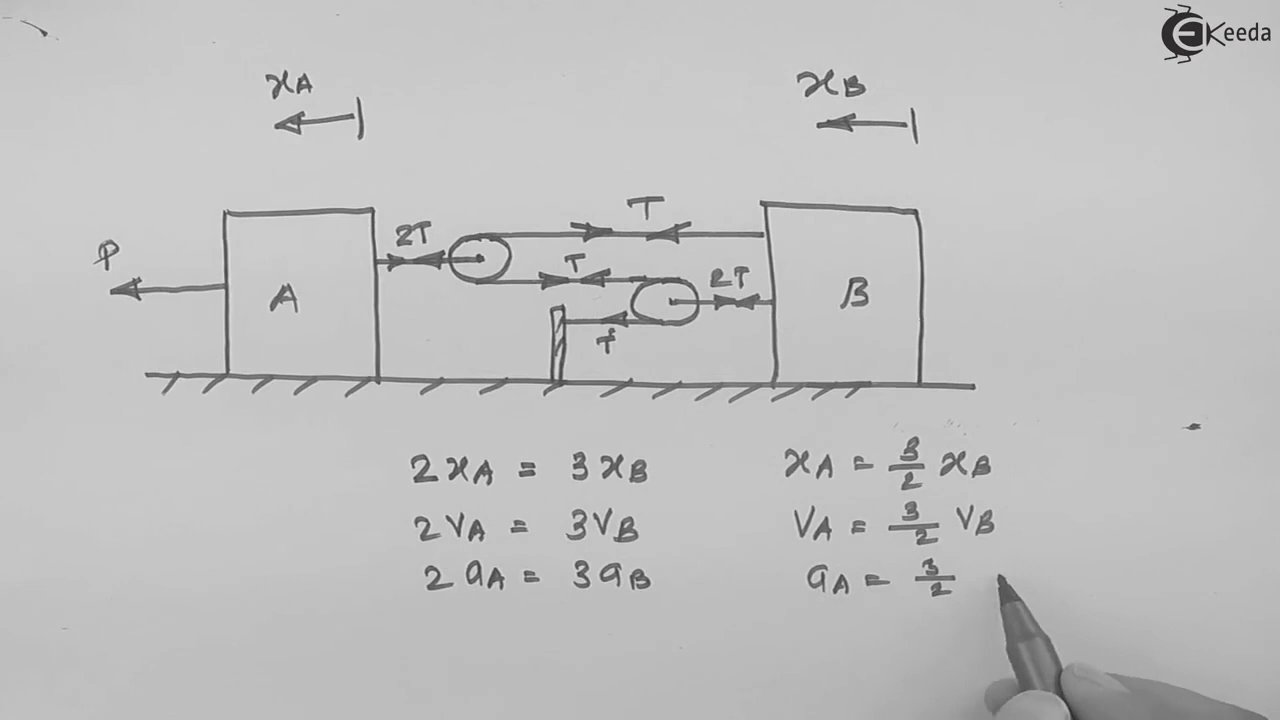 Keeda
xA xB
P A 2T T T T 2T B
2xA = 3xB xA = 3/2 xB
2VA = 3VB VA = 3/2 VB
2aA = 3aB aA = 3/2